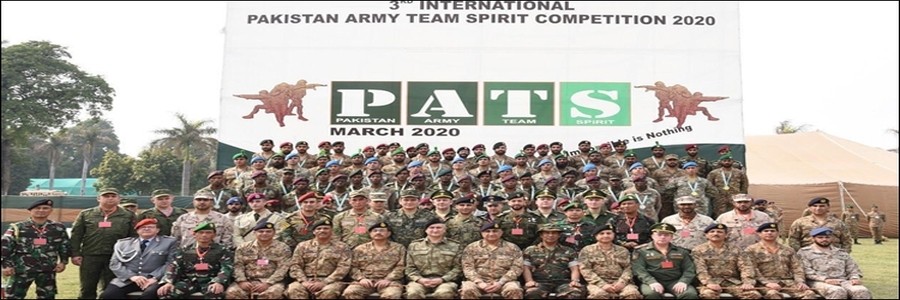 3RD INTERNATIONAL
PAKISTAN ARMY TEAM SPIRIT COMPETITION 2020
PATS
PAKISTAN ARMY TEAM SPIRIT
MARCH 2020
is Nothing